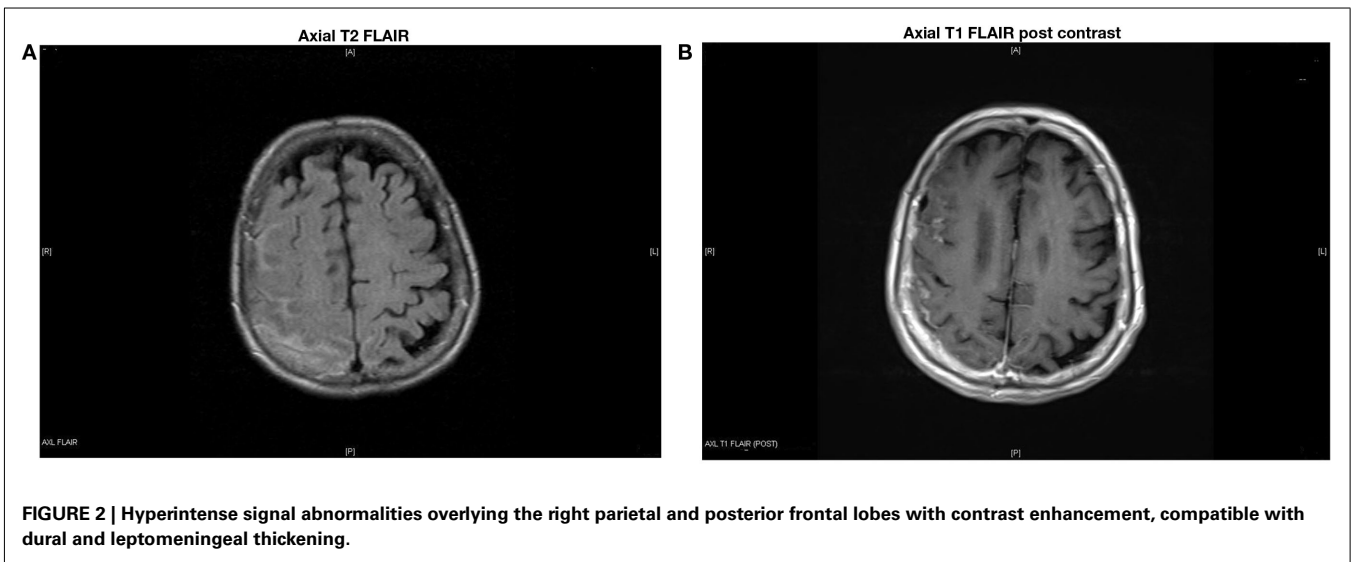 Axial T2 FLAIR
A
[A]
[R]
[L]
AXL FLAIR
[P]
Axial T1 FLAIR post contrast
B
[A]
[R]
[L]
AXL T1 FLAIR (POST)
[P]
FIGURE 2 | Hyperintense signal abnormalities overlying the right parietal and posterior frontal lobes with contrast enhancement, compatible with
dural and leptomeningeal thickening.